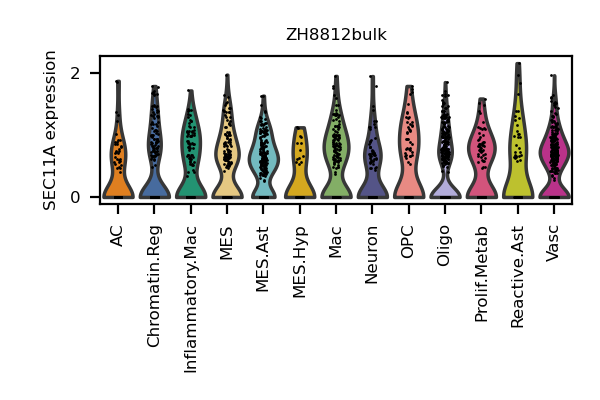 ZH8812bulk
SEC11A expression
2
0
AC
Chromatin.Reg
Inflammatory.Mac
MES
MES.Ast
MES.Hyp
Mac
Neuron
OPC
Oligo
Prolif.Metab
Reactive.Ast
Vasc